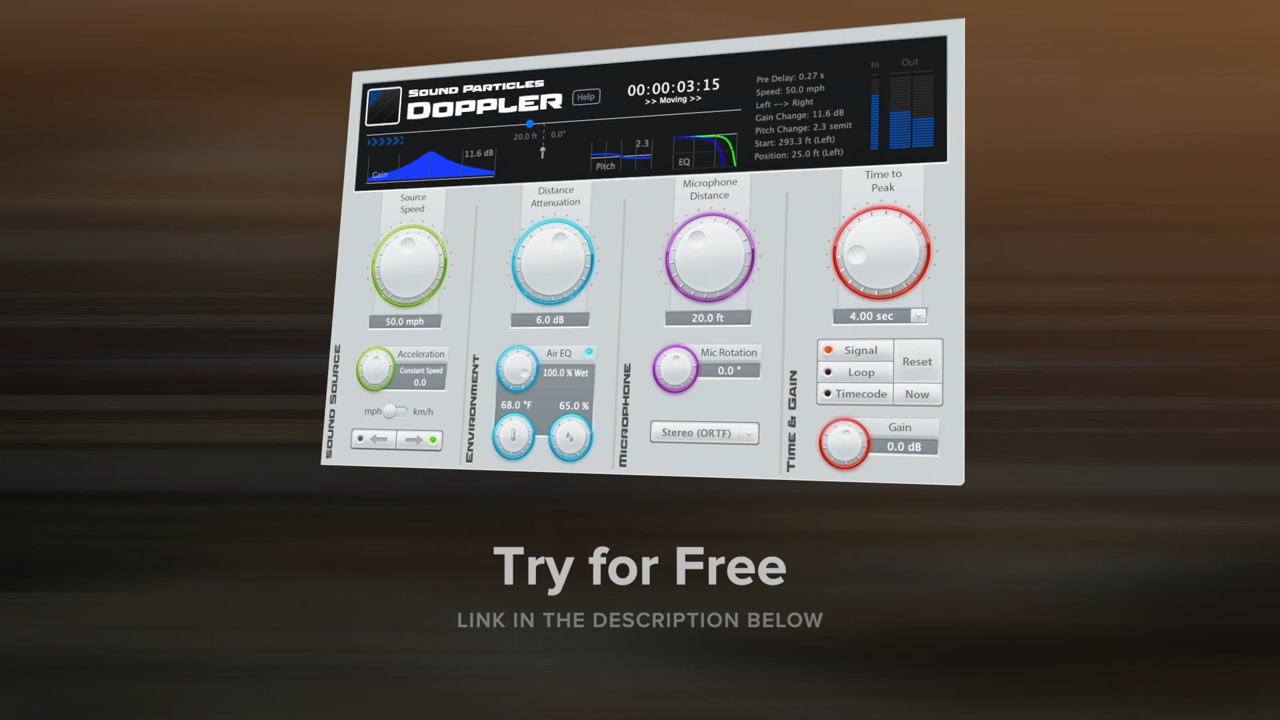 Sound Particles
DOPPLER
Help
00:00:03:15
>> Moving >>
Pre Delay: 0.27 s
Speed: 50.0 mph
Left --> Right
Gain Change: 11.6 dB
Pitch Change: 2.3 semit
Start: 293.3 ft (Left)
Position: 25.0 ft (Left)
In
Out
20.0 ft
0.0°
11.6 dB
Gain
2.3
Pitch
EQ
Source
Speed
50.0 mph
Acceleration
Constant Speed
0.0
mph
km/h
SOUND SOURCE
Distance
Attenuation
6.0 dB
Air EQ
100.0 % Wet
68.0 °F
65.0 %
ENVIRONMENT
Microphone
Distance
20.0 ft
Mic Rotation
0.0 °
Stereo (ORTF)
MICROPHONE
Time to
Peak
4.00 sec
Signal
Loop
Timecode
Reset
Now
Gain
0.0 dB
TIME & GAIN
Try for Free
LINK IN THE DESCRIPTION BELOW